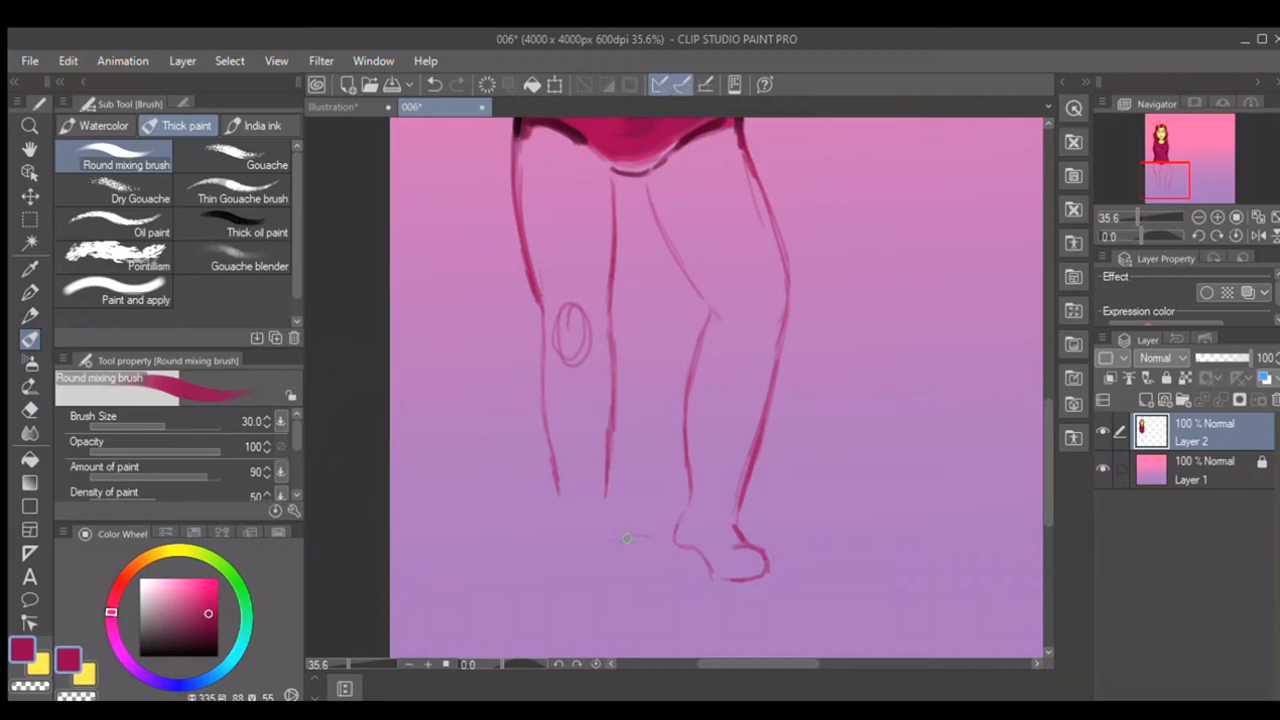 006* (4000 x 4000px 600dpi 35.6%) - CLIP STUDIO PAINT PRO
File Edit Animation Layer Select View Filter Window Help
Sub Tool [Brush]
Illustration* 006*
Watercolor Thick paint India ink
Round mixing brush Gouache
Dry Gouache Thin Gouache brush
Oil paint Thick oil paint
Pointillism Gouache blender
Paint and apply
Tool property [Round mixing brush]
Round mixing brush
Brush Size 30.0
Opacity 100
Amount of paint 90
Density of paint 50
Color Wheel
335 88 55
35.6 0.0
Navigator
35.6
0.0
Layer Property
Effect
Expression color
Layer
Normal 100
100 % Normal
Layer 2
100 % Normal
Layer 1